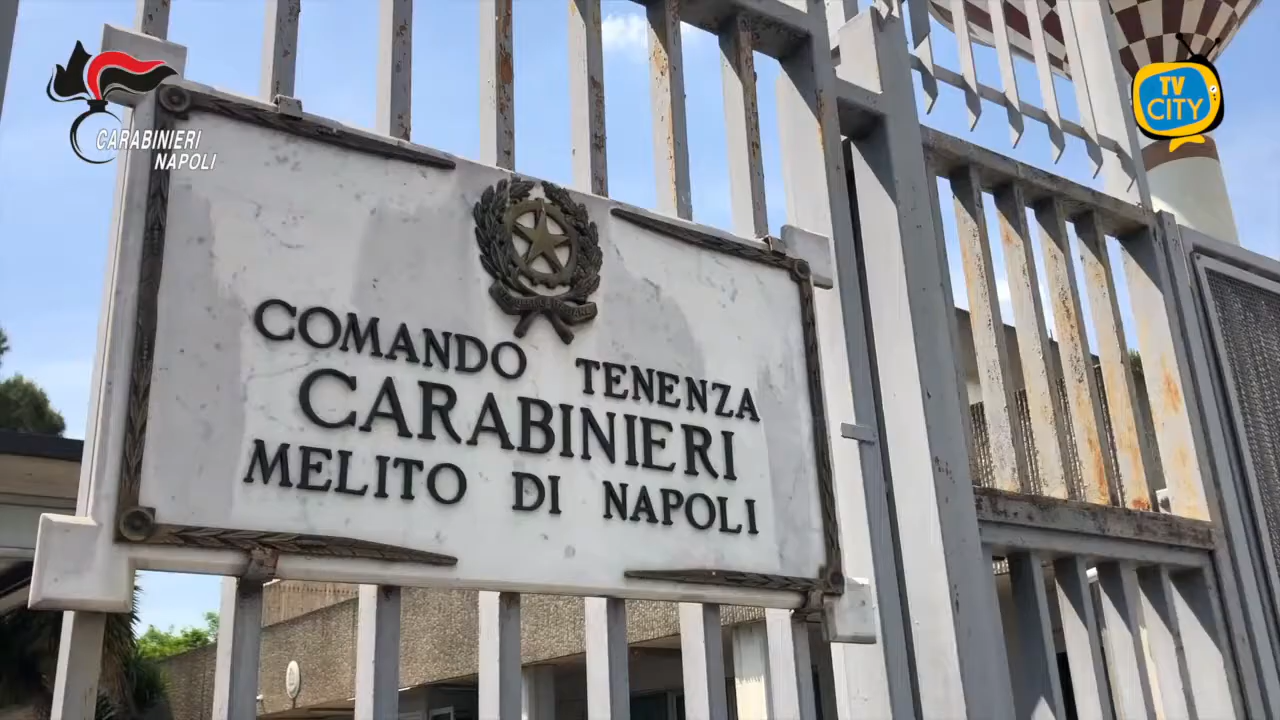 CARABINIERI
NAPOLI
TV
CITY
COMANDO TENENZA
CARABINIERI
MELITO DI NAPOLI